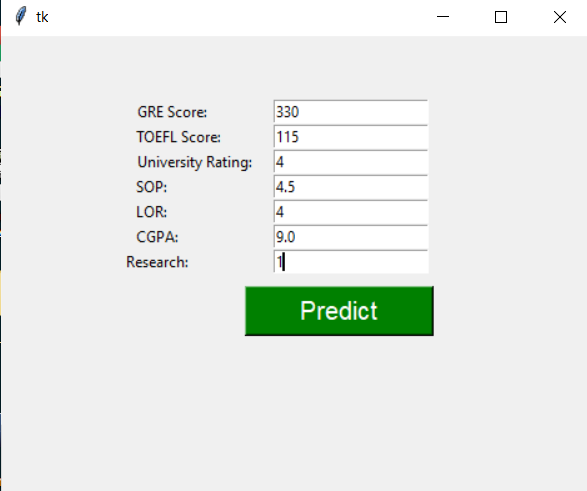 tk
GRE Score: 330
TOEFL Score: 115
University Rating: 4
SOP: 4.5
LOR: 4
CGPA: 9.0
Research: 1
Predict